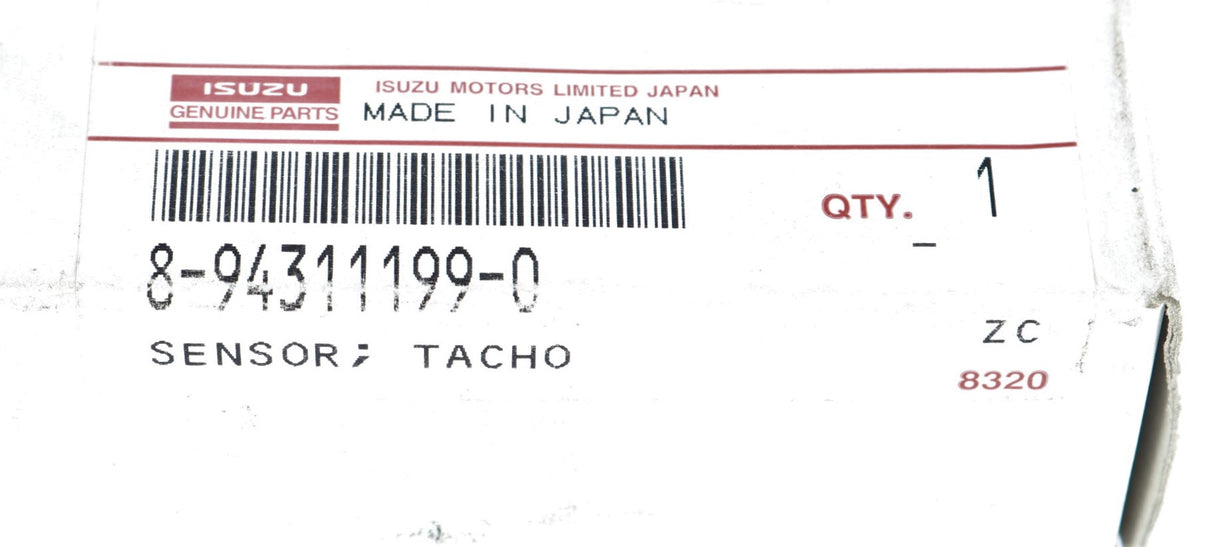 ISUZU
GENUINE PARTS
ISUZU MOTORS LIMITED JAPAN
MADE IN JAPAN
QTY. 1
8-94311199-0
SENSOR; TACHO
ZC
8320